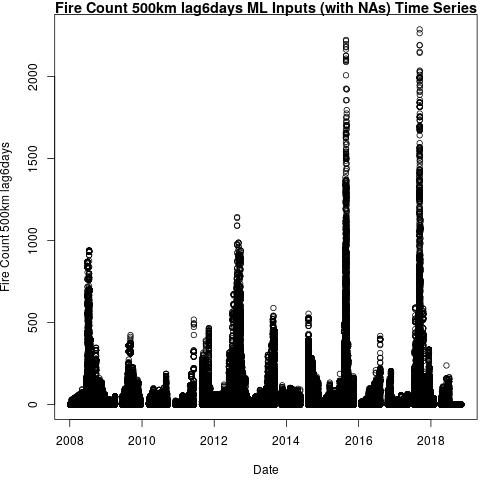 Fire Count 500km lag6days ML Inputs (with NAs) Time Series
Fire Count 500km lag6days
2000
1500
1000
500
0
2008 2010 2012 2014 2016 2018
Date